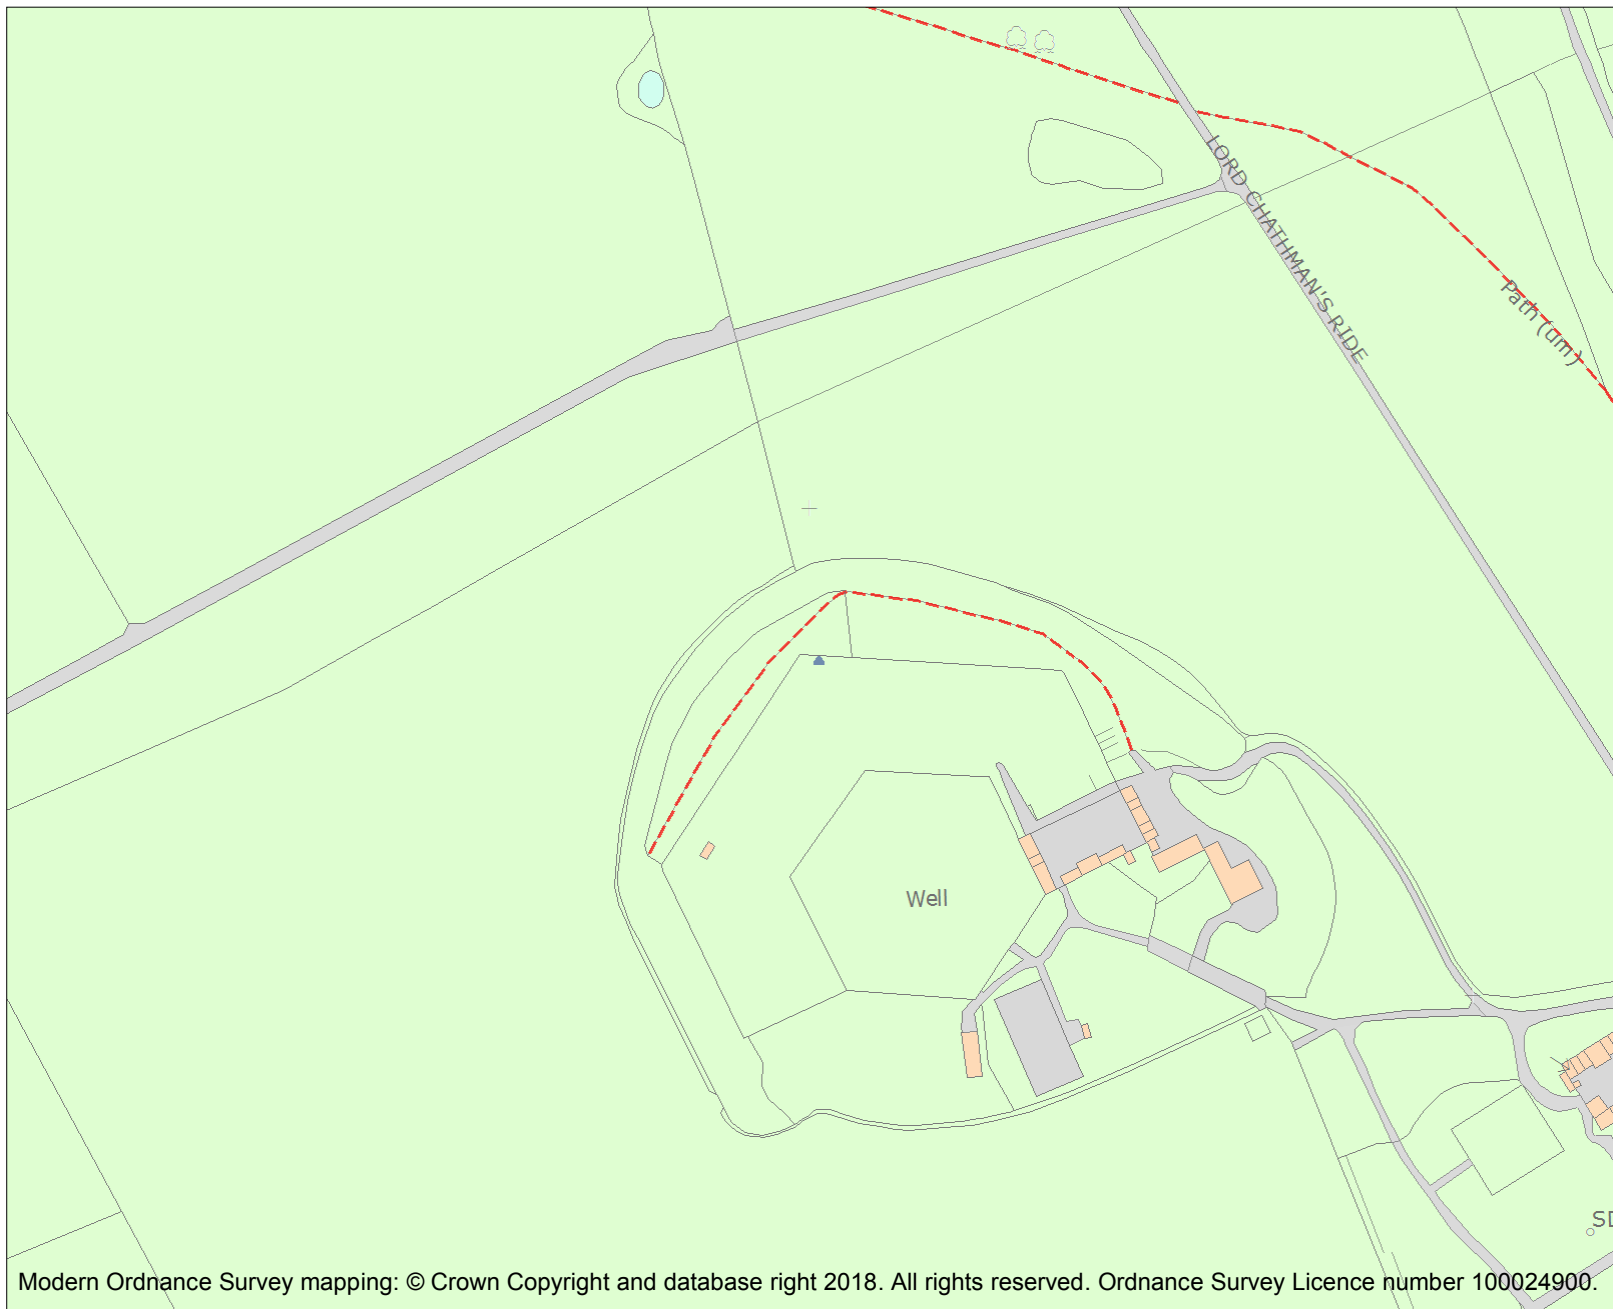 LORD CHATHMAN'S RIDE
Path (um)
Well
SD
Modern Ordnance Survey mapping: © Crown Copyright and database right 2018. All rights reserved. Ordnance Survey Licence number 100024900.